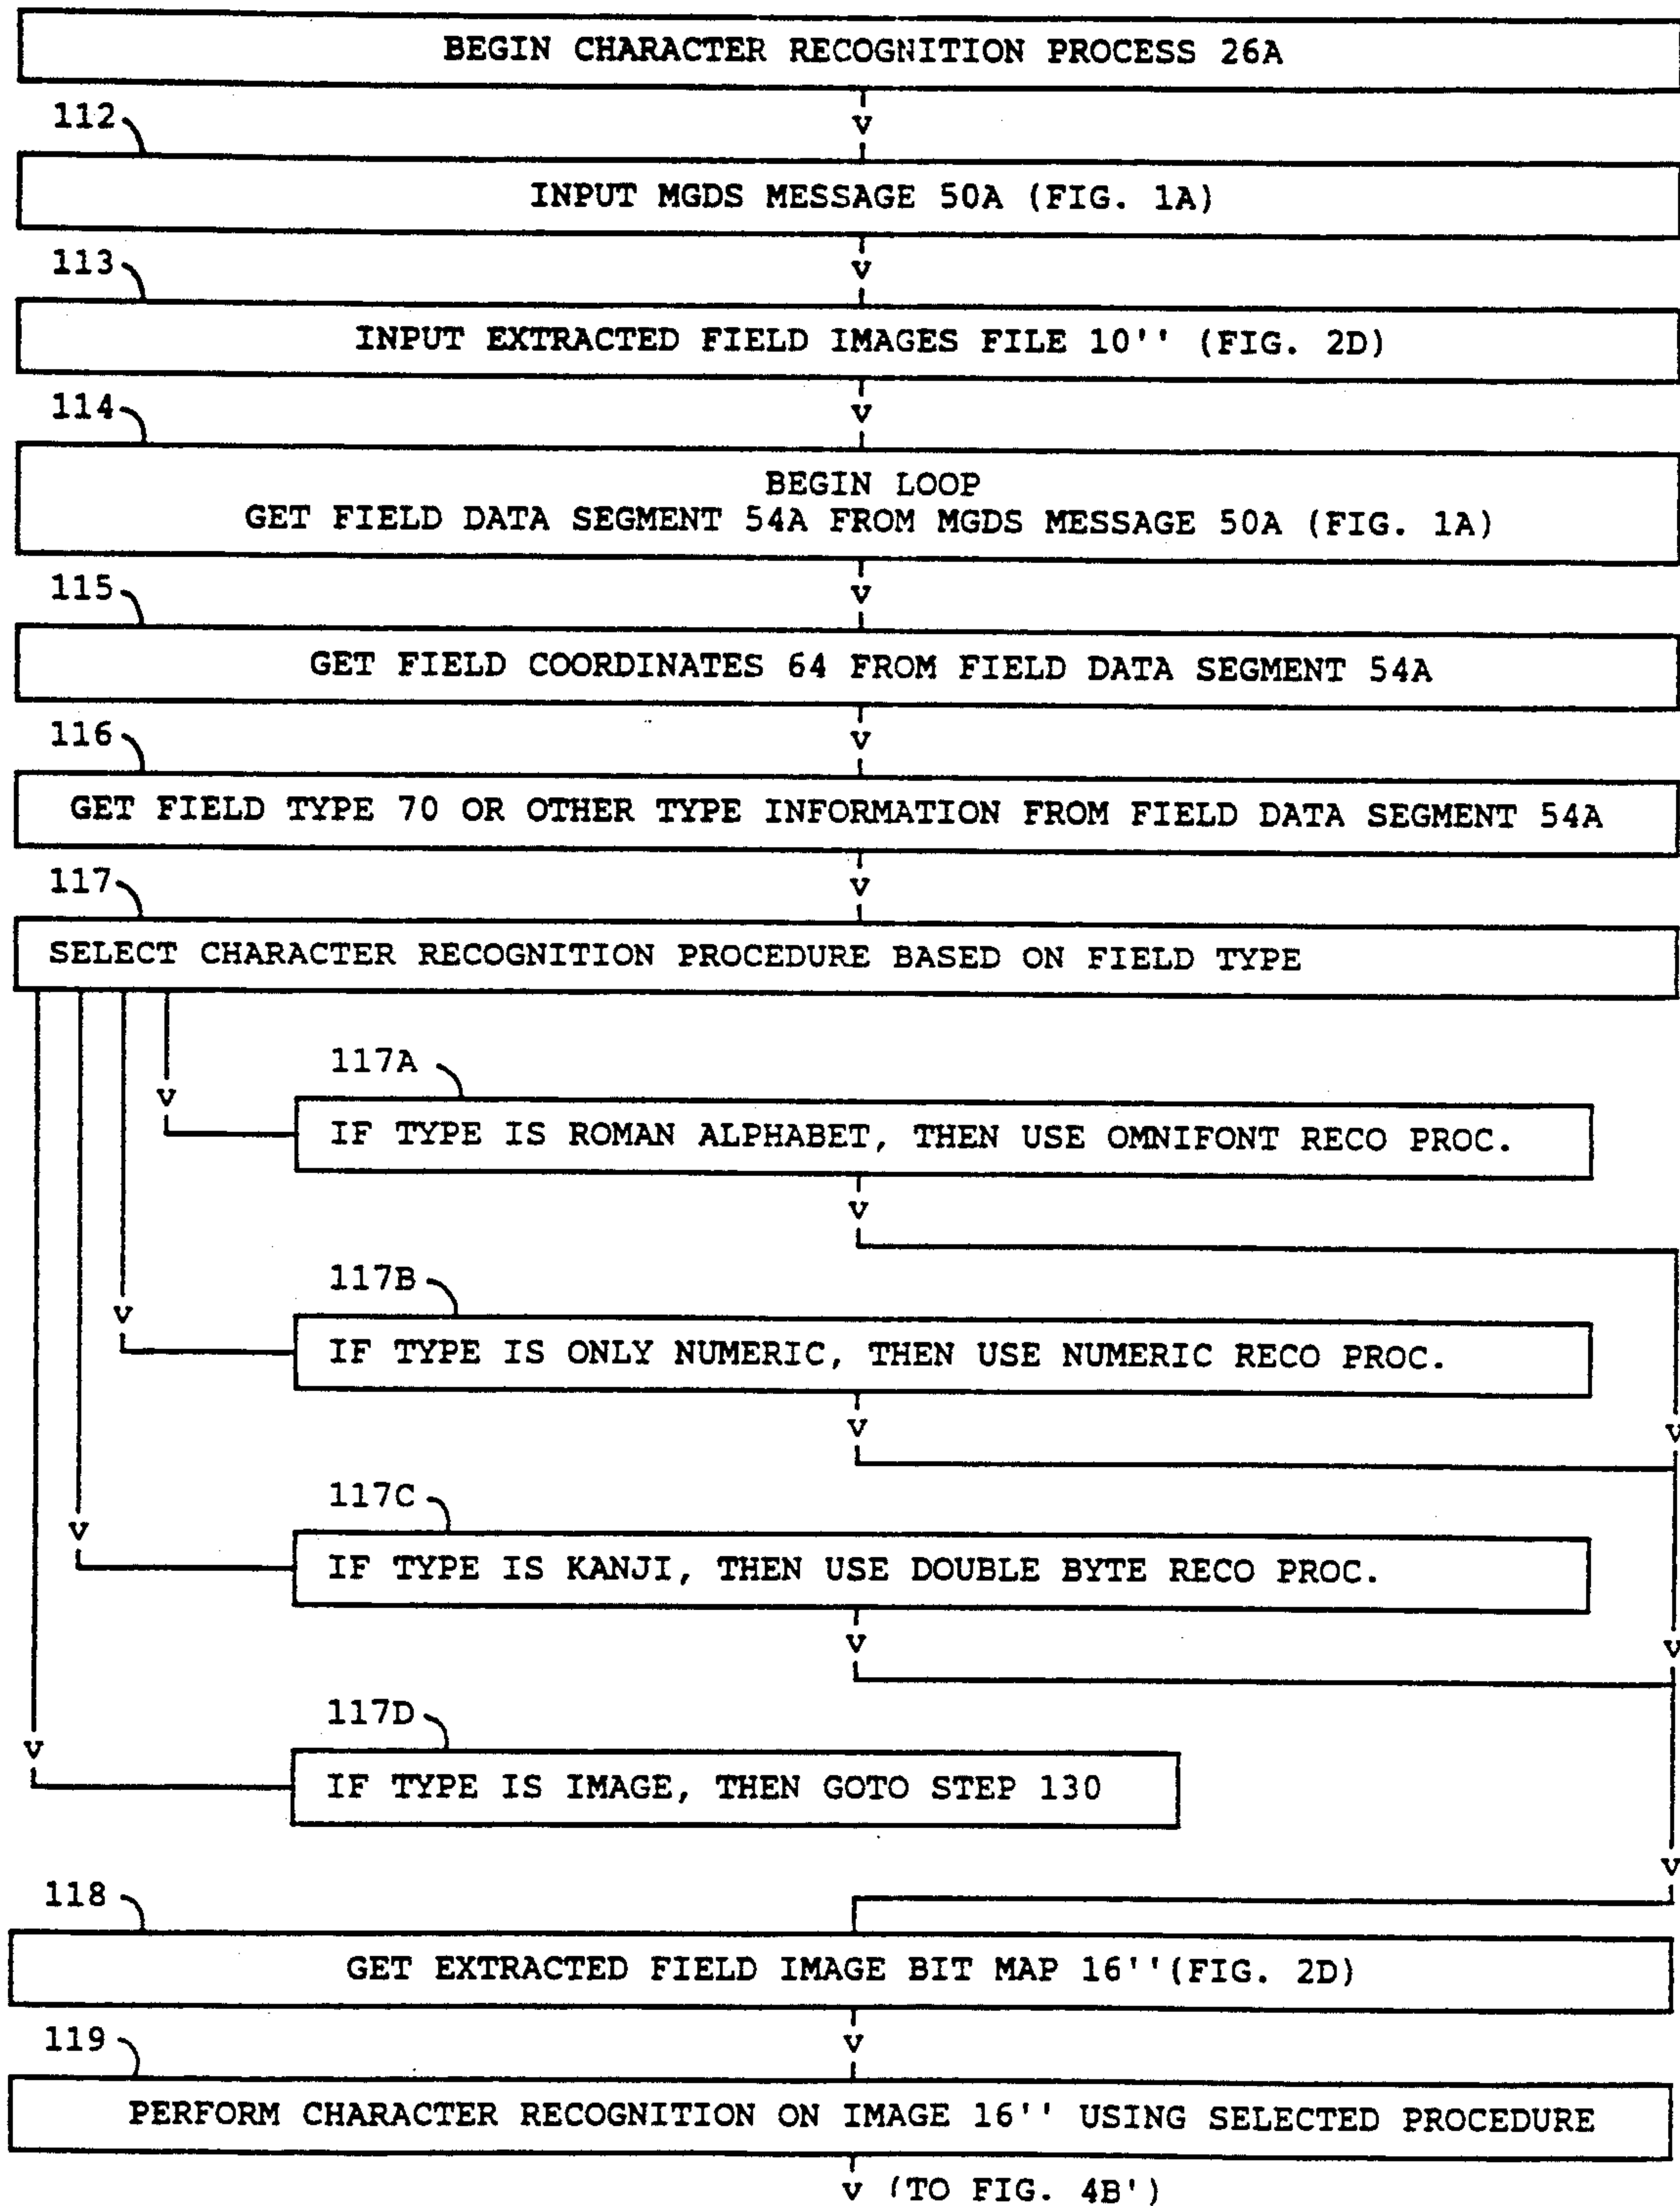 BEGIN CHARACTER RECOGNITION PROCESS 26A
112
INPUT MGDS MESSAGE 50A (FIG. 1A)
113
INPUT EXTRACTED FIELD IMAGES FILE 10'' (FIG. 2D)
114
BEGIN LOOP
GET FIELD DATA SEGMENT 54A FROM MGDS MESSAGE 50A (FIG. 1A)
115
GET FIELD COORDINATES 64 FROM FIELD DATA SEGMENT 54A
116
GET FIELD TYPE 70 OR OTHER TYPE INFORMATION FROM FIELD DATA SEGMENT 54A
117
SELECT CHARACTER RECOGNITION PROCEDURE BASED ON FIELD TYPE
117A
IF TYPE IS ROMAN ALPHABET, THEN USE OMNIFONT RECO PROC.
117B
IF TYPE IS ONLY NUMERIC, THEN USE NUMERIC RECO PROC.
117C
IF TYPE IS KANJI, THEN USE DOUBLE BYTE RECO PROC.
117D
IF TYPE IS IMAGE, THEN GOTO STEP 130
118
GET EXTRACTED FIELD IMAGE BIT MAP 16''(FIG. 2D)
119
PERFORM CHARACTER RECOGNITION ON IMAGE 16'' USING SELECTED PROCEDURE
(TO FIG. 4B')